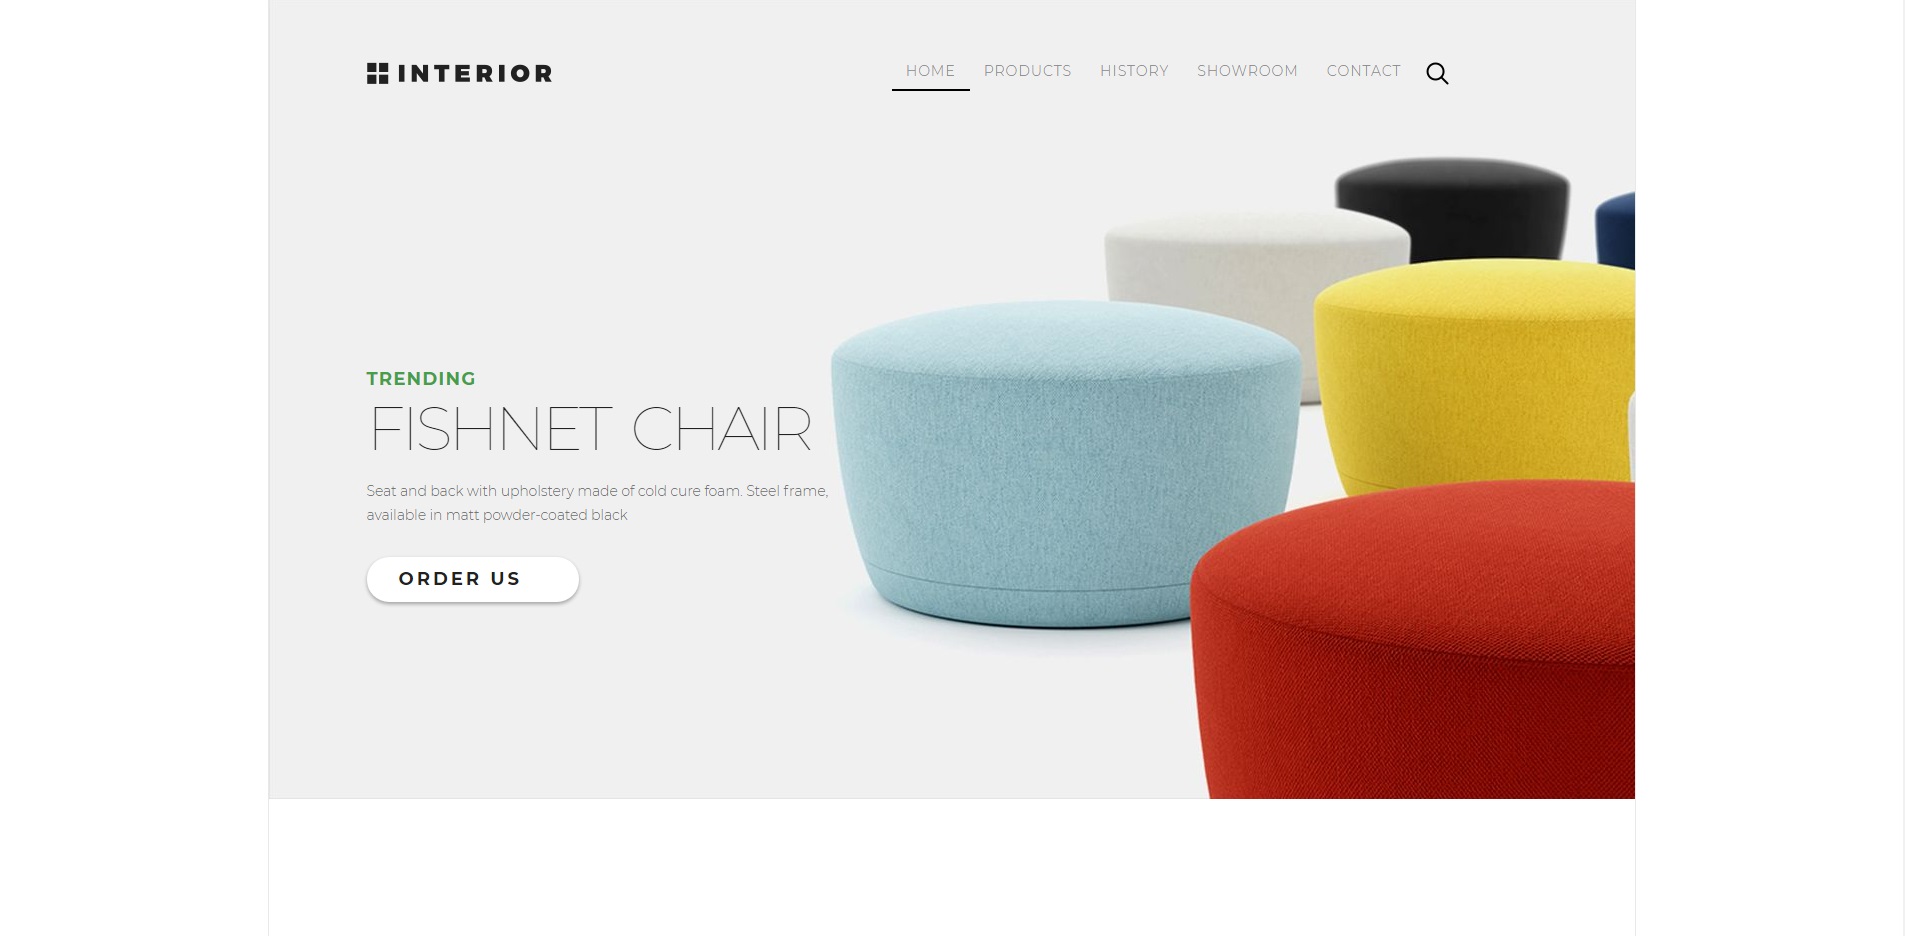 INTERIOR
HOME PRODUCTS HISTORY SHOWROOM CONTACT
TRENDING
FISHNET CHAIR
Seat and back with upholstery made of cold cure foam. Steel frame,
available in matt powder-coated black
ORDER US